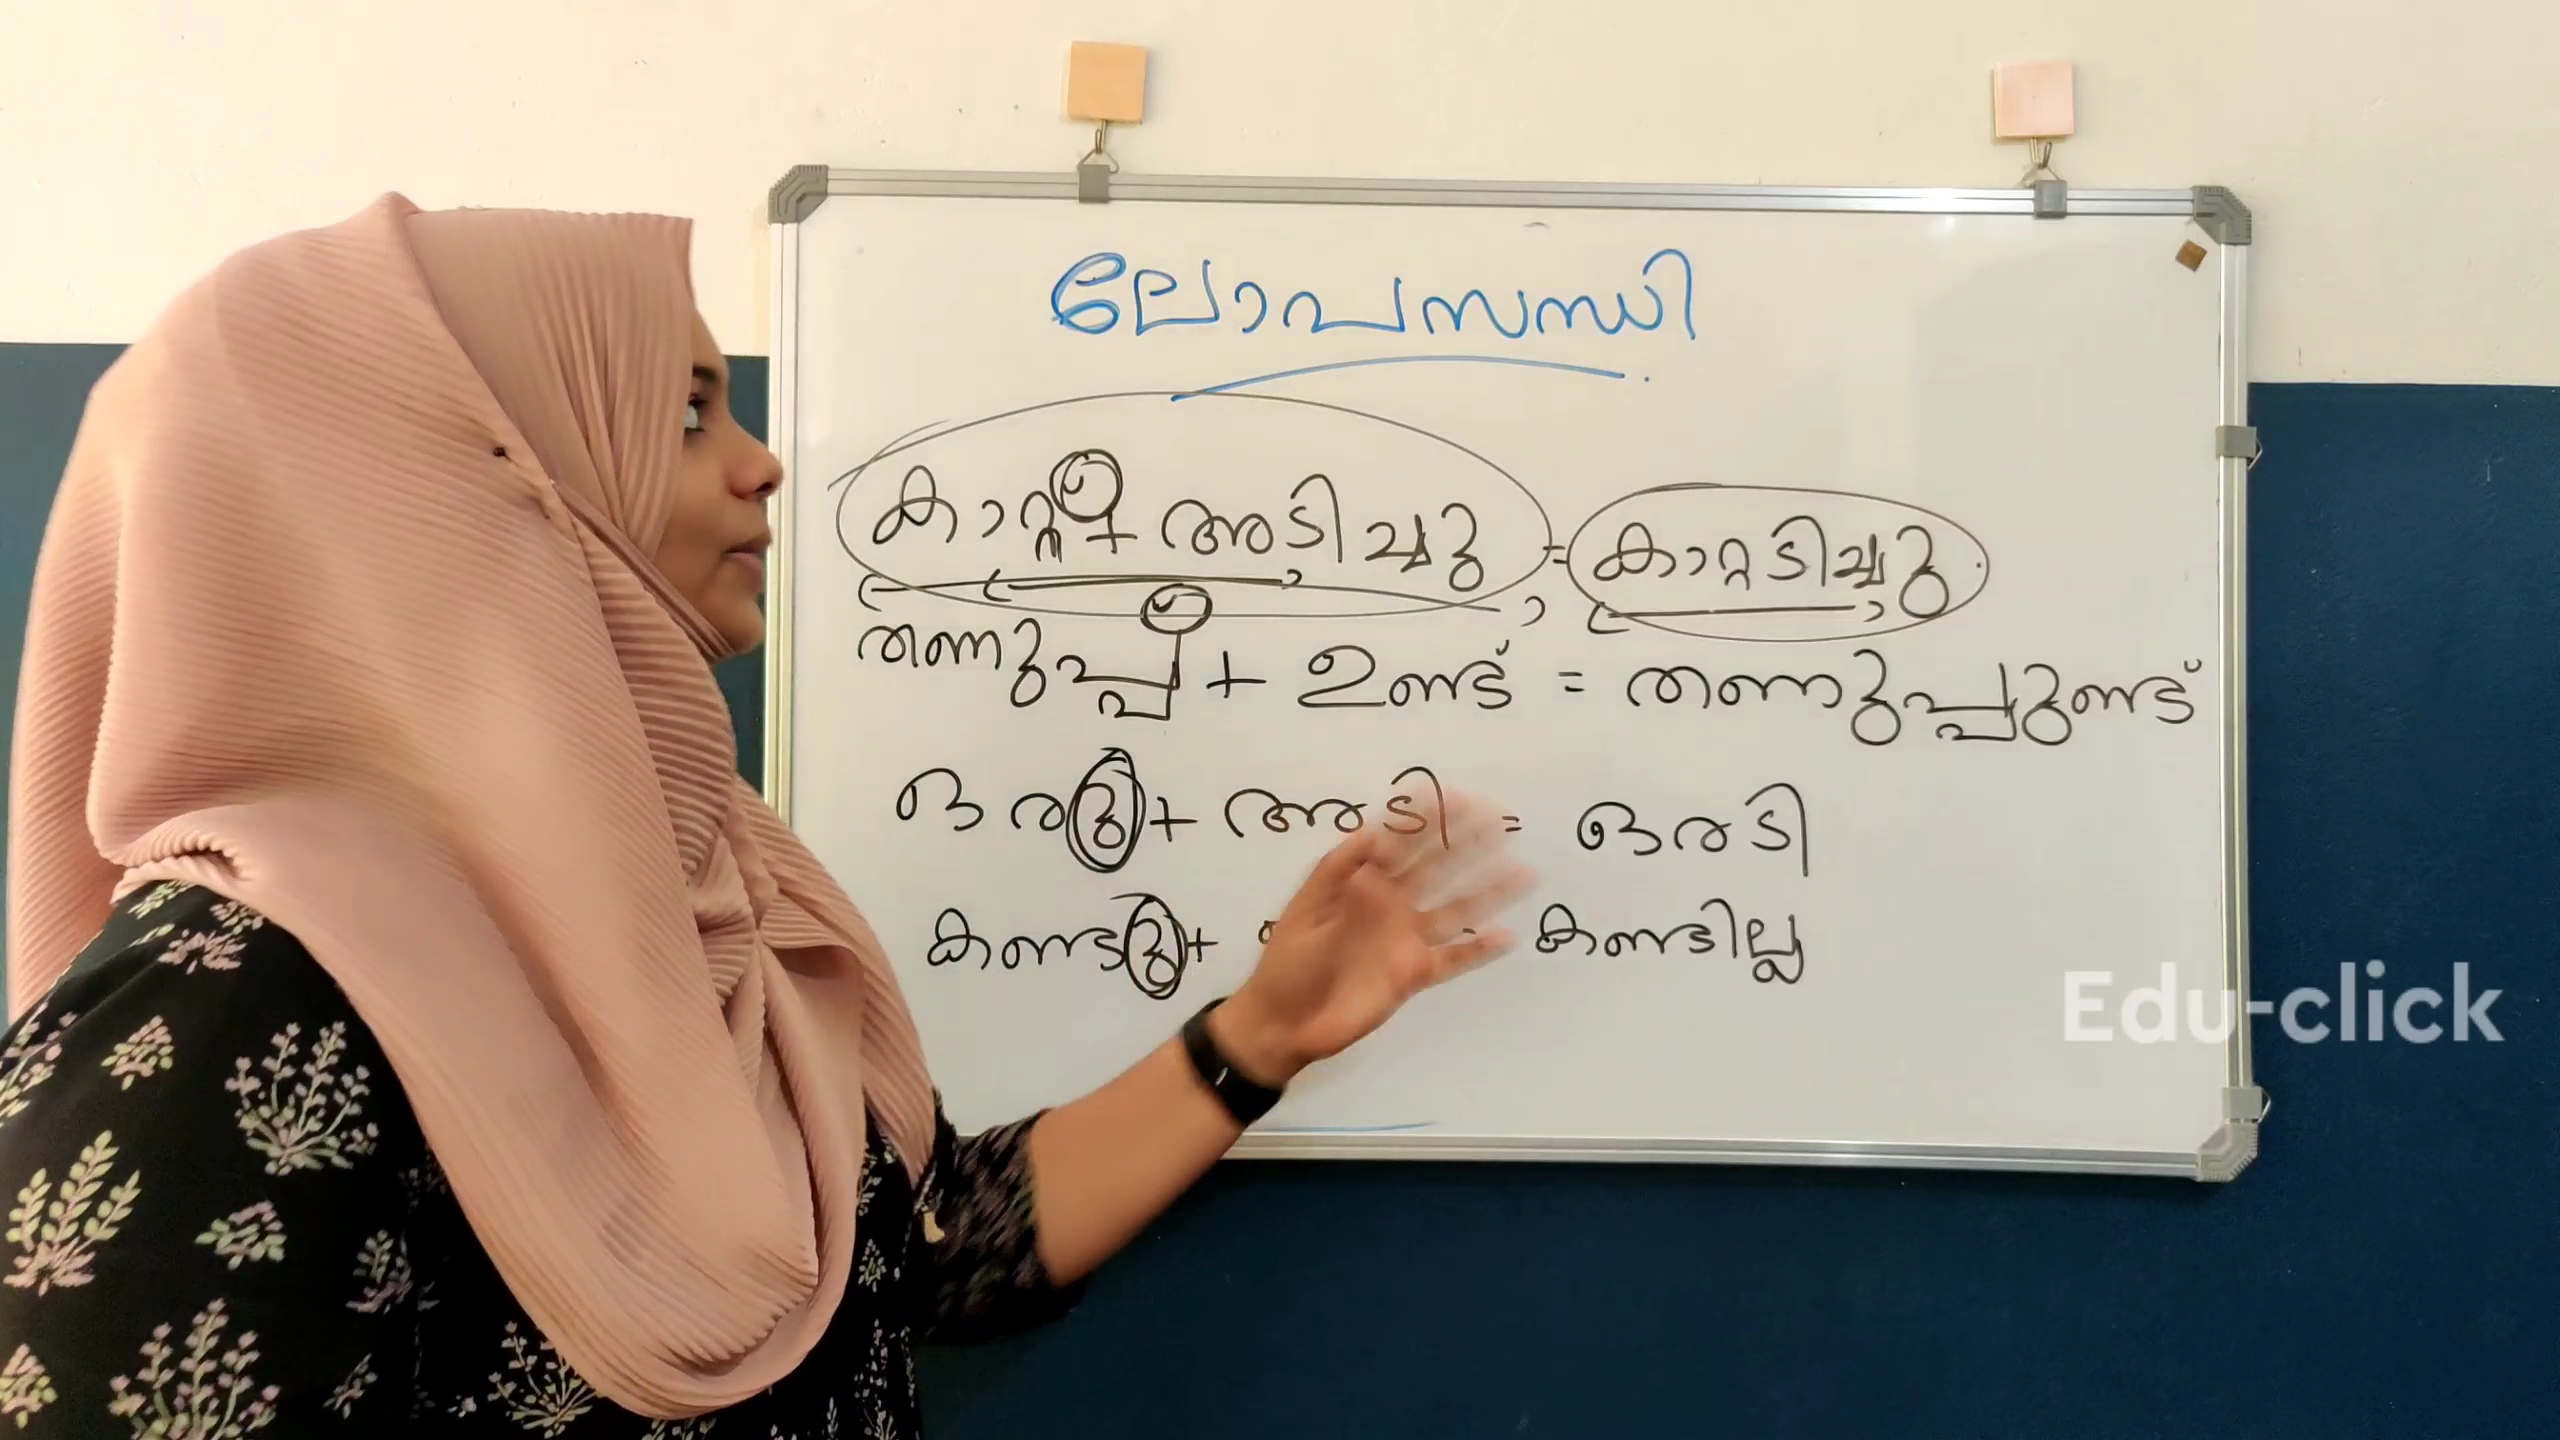 ലോപസന്ധി
കാറ്റ് + അടിച്ചു = കാറ്റടിച്ചു
തണുപ്പ് + ഉണ്ട് = തണുപ്പുണ്ട്
ഒരു + അടി = ഒരടി
കണ്ടു + = കണ്ടില്ല
Edu-click